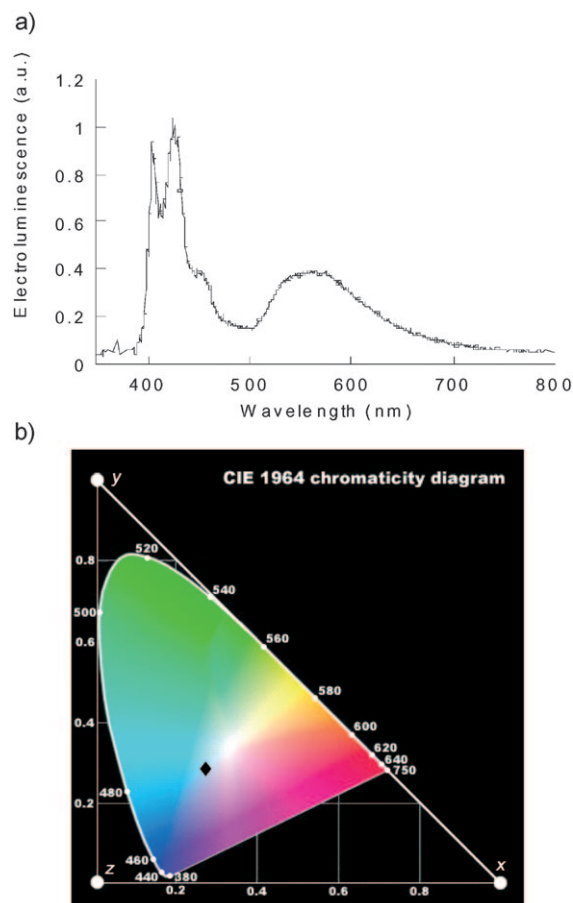 a)
Electroluminescence (a.u.)
1.2
1
0.8
0.6
0.4
0.2
0
400 500 600 700 800
Wavelength (nm)
b)
CIE 1964 chromaticity diagram
y
0.8
520
540
500
0.6
560
580
0.4
600
620
640
750
480
0.2
460
z
440
380
x
0.2 0.4 0.6 0.8